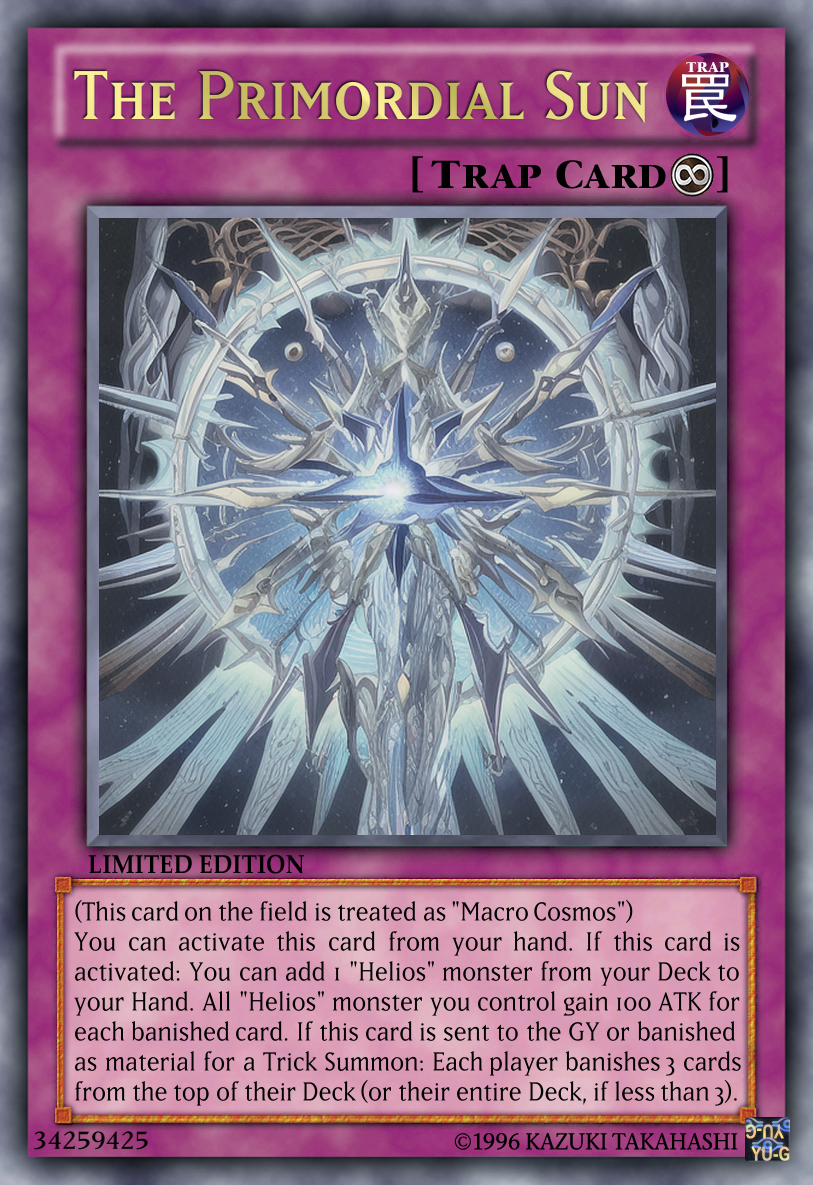 The Primordial Sun
TRAP
罠
[Trap Card∞]
LIMITED EDITION
(This card on the field is treated as "Macro Cosmos")
You can activate this card from your hand. If this card is
activated: You can add 1 "Helios" monster from your Deck to
your Hand. All "Helios" monster you control gain 100 ATK for
each banished card. If this card is sent to the GY or banished
as material for a Trick Summon: Each player banishes 3 cards
from the top of their Deck (or their entire Deck, if less than 3).
34259425
©1996 KAZUKI TAKAHASHI
YU-G
YU-G